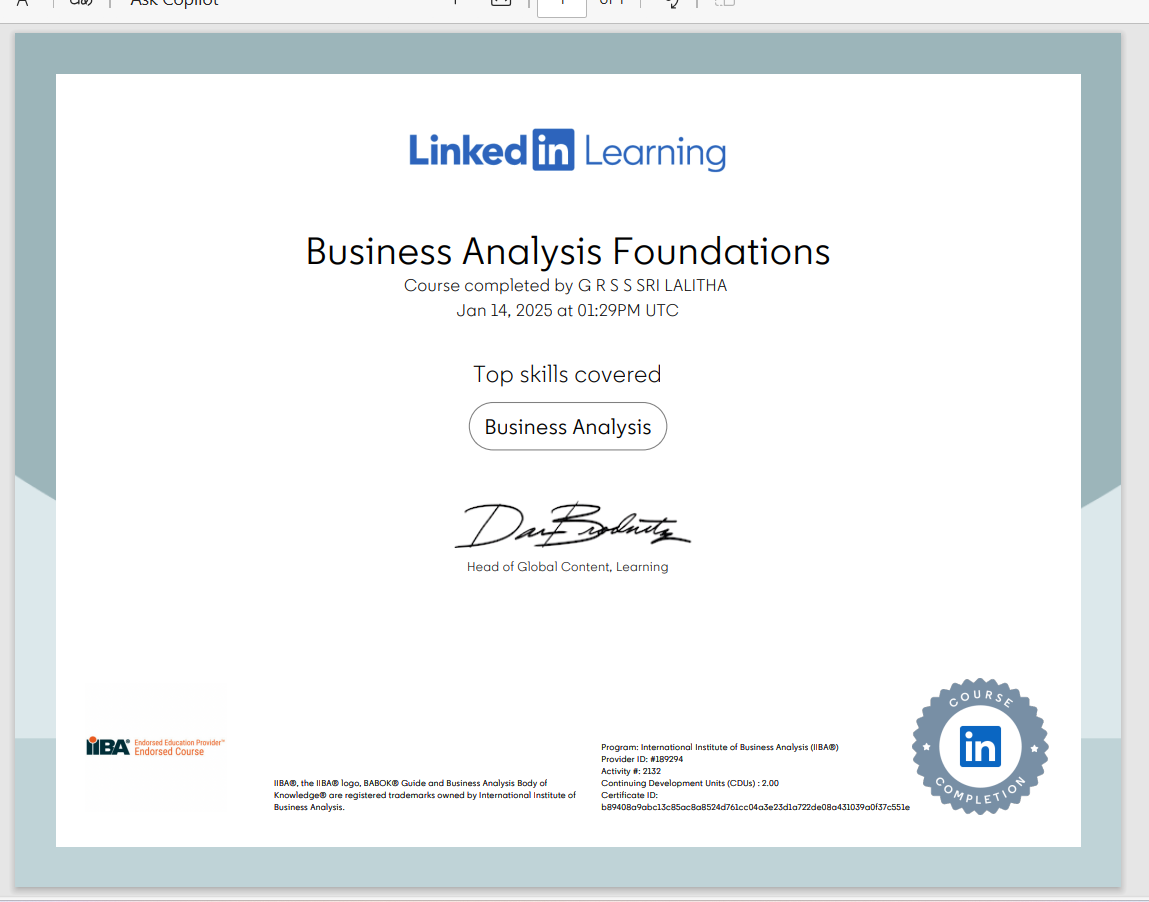 Ask Copilot
of 1
Linkedin Learning
Business Analysis Foundations
Course completed by G R S S SRI LALITHA
Jan 14, 2025 at 01:29PM UTC
Top skills covered
Business Analysis
Dan Brodnitz
Head of Global Content, Learning
IIBA® Endorsed Education Provider™
Endorsed Course
IIBA®, the IIBA® logo, BABOK® Guide and Business Analysis Body of
Knowledge® are registered trademarks owned by International Institute of
Business Analysis.
Program: International Institute of Business Analysis (IIBA®)
Provider ID: #189294
Activity #: 2132
Continuing Development Units (CDUs) : 2.00
Certificate ID:
b89408a9abc13c85ac8a8524d761cc04a3e23d1a722de08a431039a0f37c551e
COURSE
in
COMPLETION